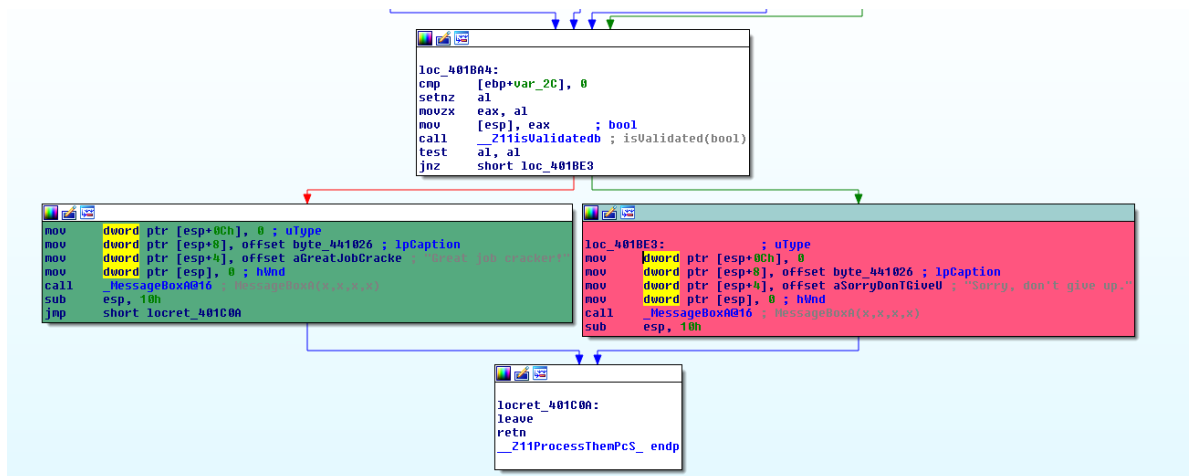 loc_401BA4:
cmp [ebp+var_2C], 0
setnz al
movzx eax, al
mov [esp], eax ; bool
call __Z11isValidatedb ; isValidated(bool)
test al, al
jnz short loc_401BE3
mov dword ptr [esp+0Ch], 0 ; uType
mov dword ptr [esp+8], offset byte_441026 ; lpCaption
mov dword ptr [esp+4], offset aGreatJobCracke ; "Great job cracker!"
mov dword ptr [esp], 0 ; hWnd
call _MessageBoxA@16 ; MessageBoxA(x,x,x,x)
sub esp, 10h
jmp short locret_401C0A
loc_401BE3: ; uType
mov dword ptr [esp+0Ch], 0
mov dword ptr [esp+8], offset byte_441026 ; lpCaption
mov dword ptr [esp+4], offset aSorryDonTGiveU ; "Sorry, don't give up."
mov dword ptr [esp], 0 ; hWnd
call _MessageBoxA@16 ; MessageBoxA(x,x,x,x)
sub esp, 10h
locret_401C0A:
leave
retn
__Z11ProcessThemPcS_ endp